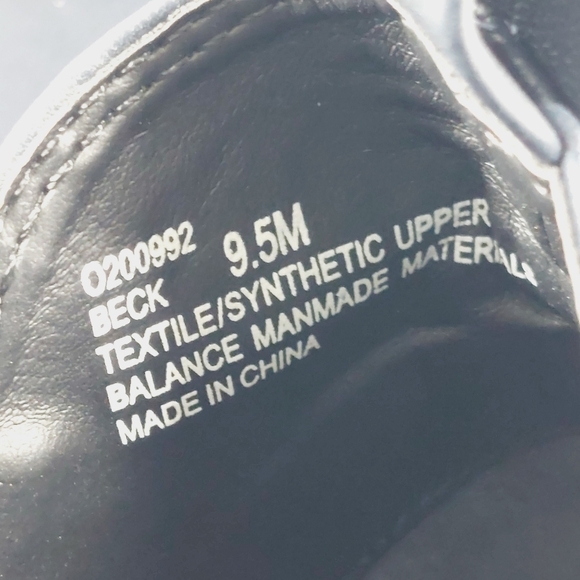 O200992
BECK 9.5M
TEXTILE/SYNTHETIC UPPER
BALANCE MANMADE MATERIALS
MADE IN CHINA